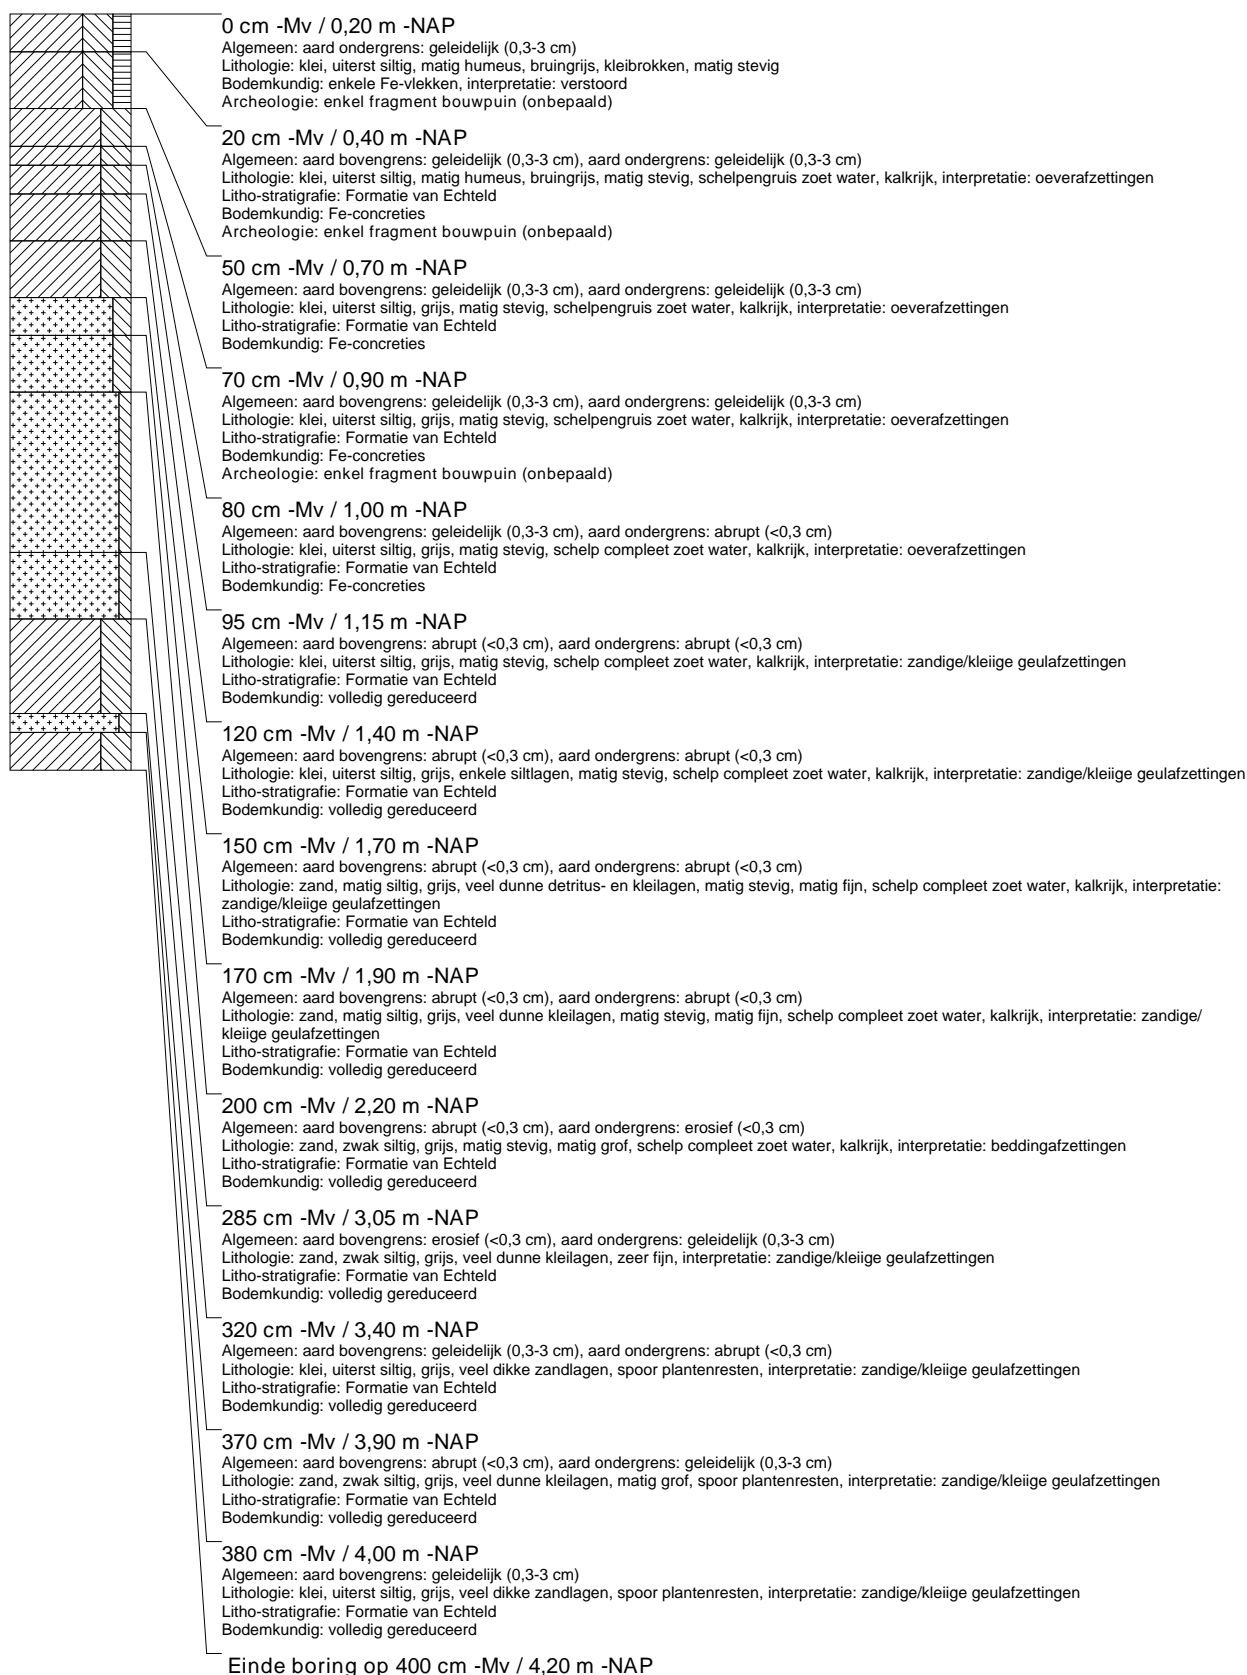 0 cm -Mv / 0,20 m -NAP
Algemeen: aard ondergrens: geleidelijk (0,3-3 cm)
Lithologie: klei, uiterst siltig, matig humeus, bruingrijs, kleibrokken, matig stevig
Bodemkundig: enkele Fe-vlekken, interpretatie: verstoord
Archeologie: enkel fragment bouwpuin (onbepaald)
20 cm -Mv / 0,40 m -NAP
Algemeen: aard bovengrens: geleidelijk (0,3-3 cm), aard ondergrens: geleidelijk (0,3-3 cm)
Lithologie: klei, uiterst siltig, matig humeus, bruingrijs, matig stevig, schelpengruis zoet water, kalkrijk, interpretatie: oeverafzettingen
Litho-stratigrafie: Formatie van Echteld
Bodemkundig: Fe-concreties
Archeologie: enkel fragment bouwpuin (onbepaald)
50 cm -Mv / 0,70 m -NAP
Algemeen: aard bovengrens: geleidelijk (0,3-3 cm), aard ondergrens: geleidelijk (0,3-3 cm)
Lithologie: klei, uiterst siltig, grijs, matig stevig, schelpengruis zoet water, kalkrijk, interpretatie: oeverafzettingen
Litho-stratigrafie: Formatie van Echteld
Bodemkundig: Fe-concreties
70 cm -Mv / 0,90 m -NAP
Algemeen: aard bovengrens: geleidelijk (0,3-3 cm), aard ondergrens: geleidelijk (0,3-3 cm)
Lithologie: klei, uiterst siltig, grijs, matig stevig, schelpengruis zoet water, kalkrijk, interpretatie: oeverafzettingen
Litho-stratigrafie: Formatie van Echteld
Bodemkundig: Fe-concreties
Archeologie: enkel fragment bouwpuin (onbepaald)
80 cm -Mv / 1,00 m -NAP
Algemeen: aard bovengrens: geleidelijk (0,3-3 cm), aard ondergrens: abrupt (<0,3 cm)
Lithologie: klei, uiterst siltig, grijs, matig stevig, schelp compleet zoet water, kalkrijk, interpretatie: oeverafzettingen
Litho-stratigrafie: Formatie van Echteld
Bodemkundig: Fe-concreties
95 cm -Mv / 1,15 m -NAP
Algemeen: aard bovengrens: abrupt (<0,3 cm), aard ondergrens: abrupt (<0,3 cm)
Lithologie: klei, uiterst siltig, grijs, matig stevig, schelp compleet zoet water, kalkrijk, interpretatie: zandige/kleiige geulafzettingen
Litho-stratigrafie: Formatie van Echteld
Bodemkundig: volledig gereduceerd
120 cm -Mv / 1,40 m -NAP
Algemeen: aard bovengrens: abrupt (<0,3 cm), aard ondergrens: abrupt (<0,3 cm)
Lithologie: klei, uiterst siltig, grijs, enkele siltlagen, matig stevig, schelp compleet zoet water, kalkrijk, interpretatie: zandige/kleiige geulafzettingen
Litho-stratigrafie: Formatie van Echteld
Bodemkundig: volledig gereduceerd
150 cm -Mv / 1,70 m -NAP
Algemeen: aard bovengrens: abrupt (<0,3 cm), aard ondergrens: abrupt (<0,3 cm)
Lithologie: zand, matig siltig, grijs, veel dunne detritus- en kleilagen, matig stevig, matig fijn, schelp compleet zoet water, kalkrijk, interpretatie:
zandige/kleiige geulafzettingen
Litho-stratigrafie: Formatie van Echteld
Bodemkundig: volledig gereduceerd
170 cm -Mv / 1,90 m -NAP
Algemeen: aard bovengrens: abrupt (<0,3 cm), aard ondergrens: abrupt (<0,3 cm)
Lithologie: zand, matig siltig, grijs, veel dunne kleilagen, matig stevig, matig fijn, schelp compleet zoet water, kalkrijk, interpretatie: zandige/
kleiige geulafzettingen
Litho-stratigrafie: Formatie van Echteld
Bodemkundig: volledig gereduceerd
200 cm -Mv / 2,20 m -NAP
Algemeen: aard bovengrens: abrupt (<0,3 cm), aard ondergrens: erosief (<0,3 cm)
Lithologie: zand, zwak siltig, grijs, matig stevig, matig grof, schelp compleet zoet water, kalkrijk, interpretatie: beddingafzettingen
Litho-stratigrafie: Formatie van Echteld
Bodemkundig: volledig gereduceerd
285 cm -Mv / 3,05 m -NAP
Algemeen: aard bovengrens: erosief (<0,3 cm), aard ondergrens: geleidelijk (0,3-3 cm)
Lithologie: zand, zwak siltig, grijs, veel dunne kleilagen, zeer fijn, interpretatie: zandige/kleiige geulafzettingen
Litho-stratigrafie: Formatie van Echteld
Bodemkundig: volledig gereduceerd
320 cm -Mv / 3,40 m -NAP
Algemeen: aard bovengrens: geleidelijk (0,3-3 cm), aard ondergrens: abrupt (<0,3 cm)
Lithologie: klei, uiterst siltig, grijs, veel dikke zandlagen, spoor plantenresten, interpretatie: zandige/kleiige geulafzettingen
Litho-stratigrafie: Formatie van Echteld
Bodemkundig: volledig gereduceerd
370 cm -Mv / 3,90 m -NAP
Algemeen: aard bovengrens: abrupt (<0,3 cm), aard ondergrens: geleidelijk (0,3-3 cm)
Lithologie: zand, zwak siltig, grijs, veel dunne kleilagen, matig grof, spoor plantenresten, interpretatie: zandige/kleiige geulafzettingen
Litho-stratigrafie: Formatie van Echteld
Bodemkundig: volledig gereduceerd
380 cm -Mv / 4,00 m -NAP
Algemeen: aard bovengrens: geleidelijk (0,3-3 cm)
Lithologie: klei, uiterst siltig, grijs, veel dikke zandlagen, spoor plantenresten, interpretatie: zandige/kleiige geulafzettingen
Litho-stratigrafie: Formatie van Echteld
Bodemkundig: volledig gereduceerd
Einde boring op 400 cm -Mv / 4,20 m -NAP